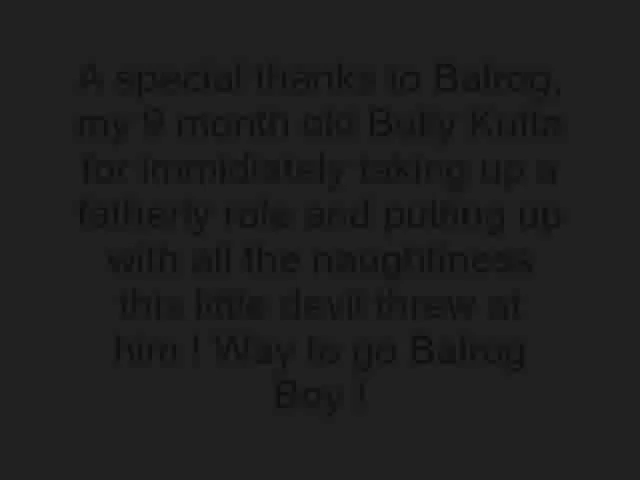 A special thanks to Balrog,
my 9 month old Bully Kutta
for immidiately taking up a
fatherly role and putting up
with all the naughtiness
this little devil threw at
him ! Way to go Balrog
Boy !